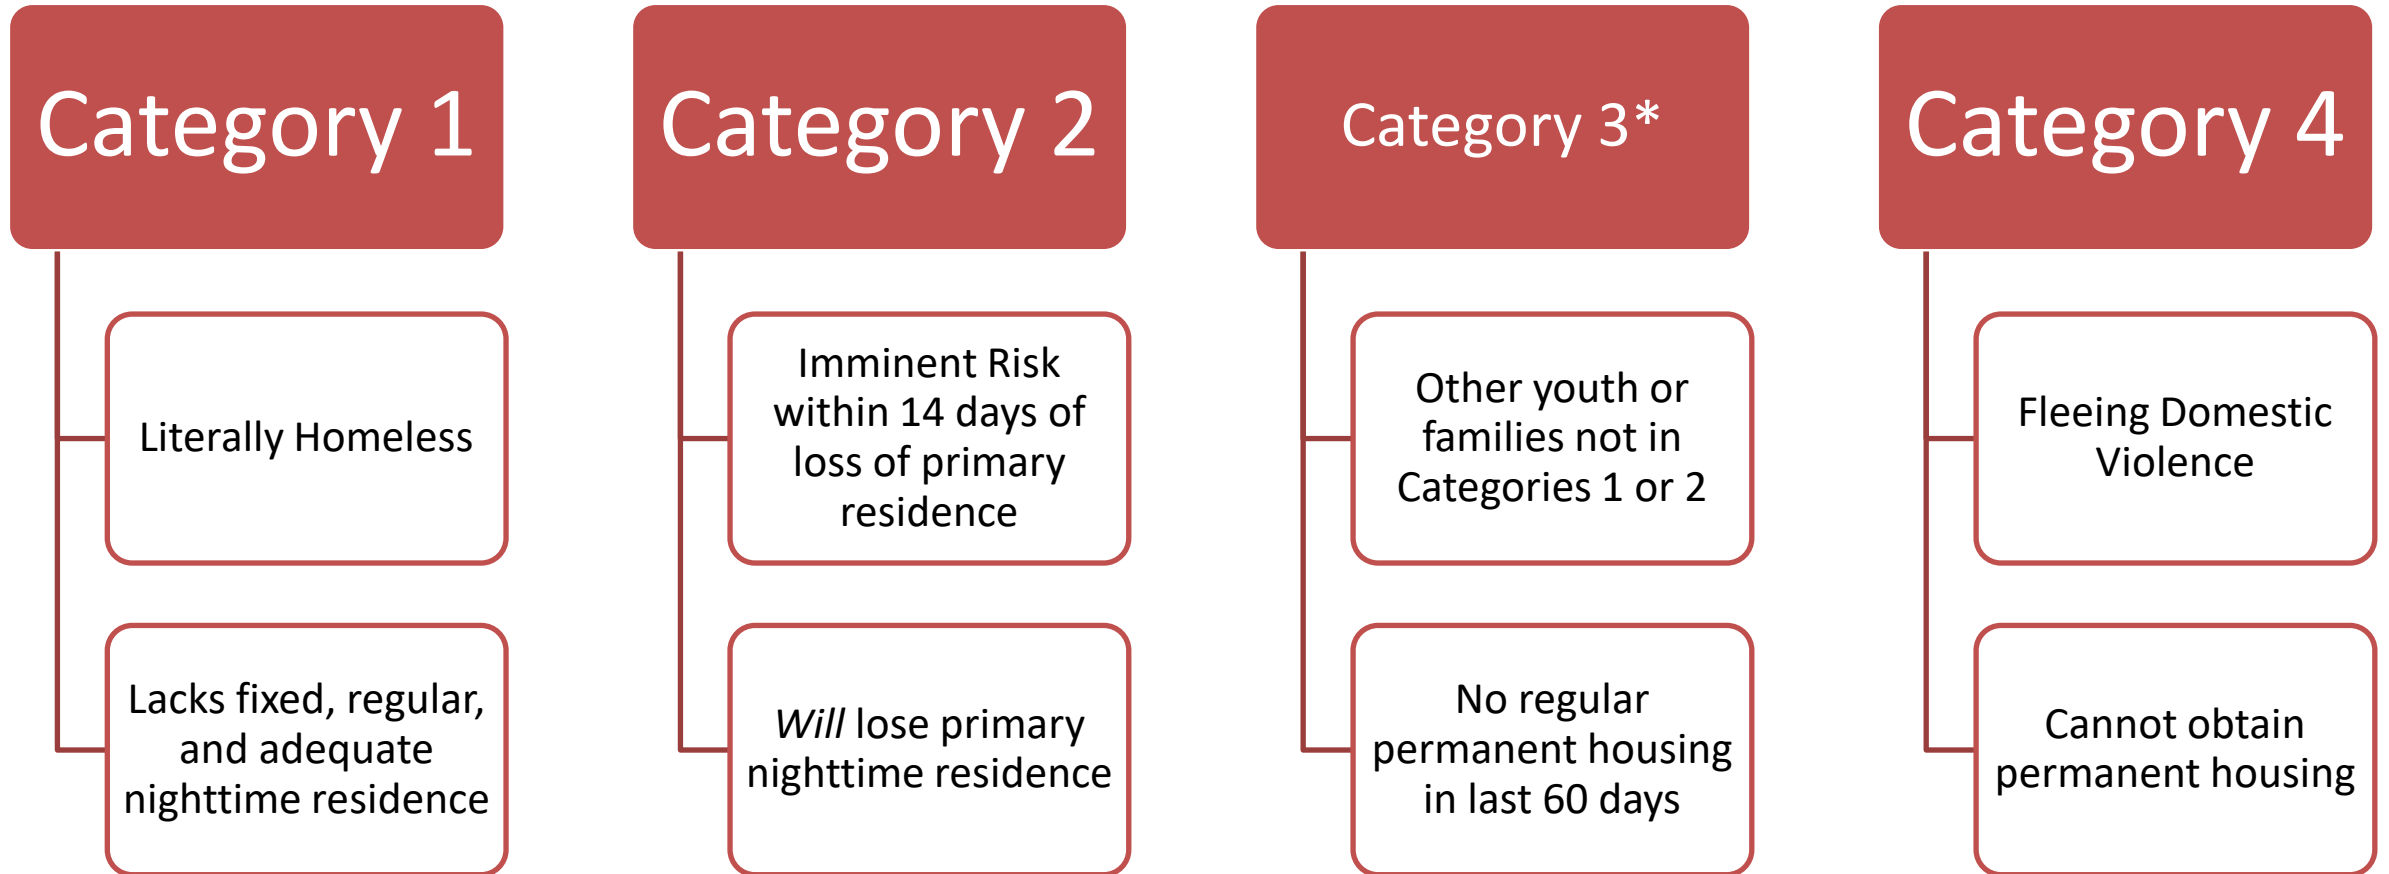 Category 1
Literally Homeless
Lacks fixed, regular,
and adequate
nighttime residence
Category 2
Imminent Risk
within 14 days of
loss of primary
residence
Will lose primary
nighttime residence
Category 3*
Other youth or
families not in
Categories 1 or 2
No regular
permanent housing
in last 60 days
Category 4
Fleeing Domestic
Violence
Cannot obtain
permanent housing